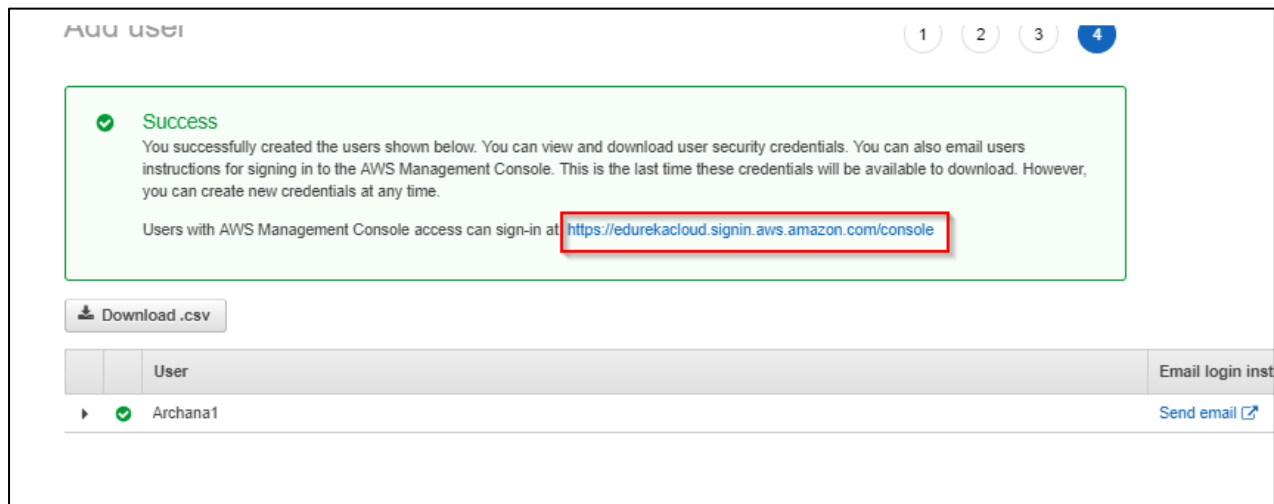 Add user
1 2 3 4
Success
You successfully created the users shown below. You can view and download user security credentials. You can also email users
instructions for signing in to the AWS Management Console. This is the last time these credentials will be available to download. However,
you can create new credentials at any time.
Users with AWS Management Console access can sign-in at: https://edurekacloud.signin.aws.amazon.com/console
Download .csv
User Email login inst
Archana1 Send email